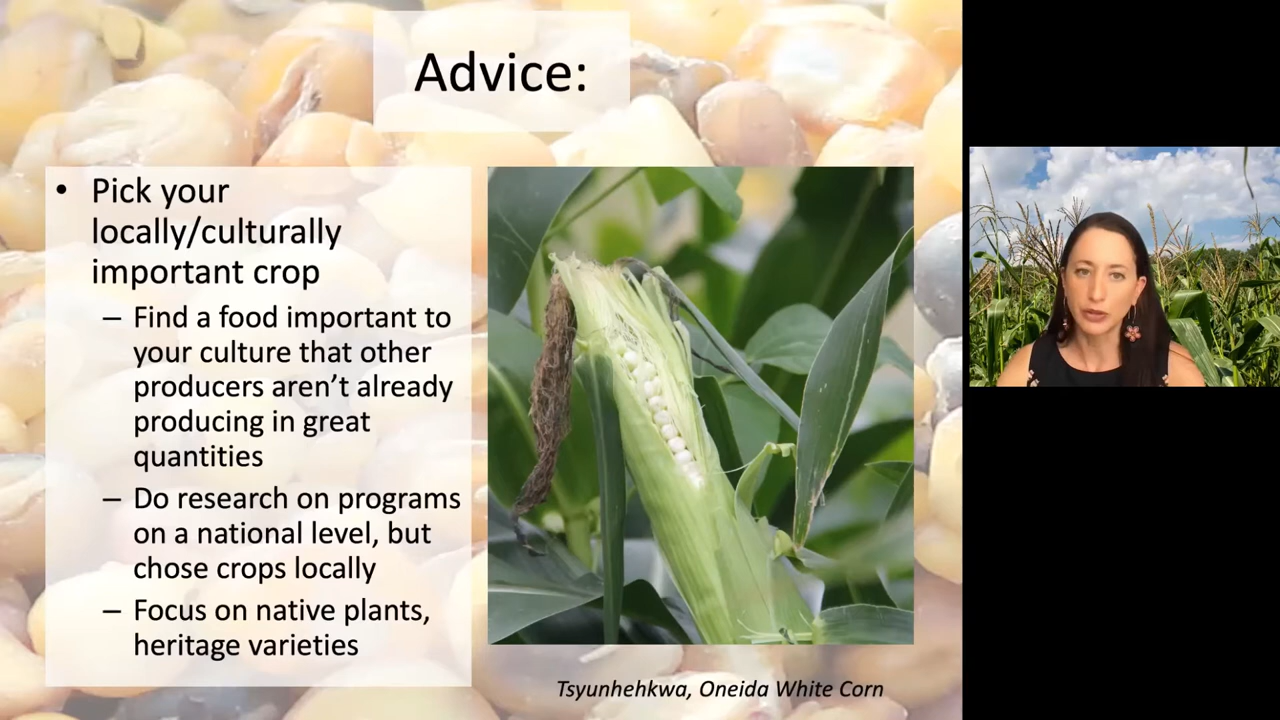 Advice:
• Pick your
locally/culturally
important crop
– Find a food important to
your culture that other
producers aren’t already
producing in great
quantities
– Do research on programs
on a national level, but
chose crops locally
– Focus on native plants,
heritage varieties
Tsyunhehkwa, Oneida White Corn